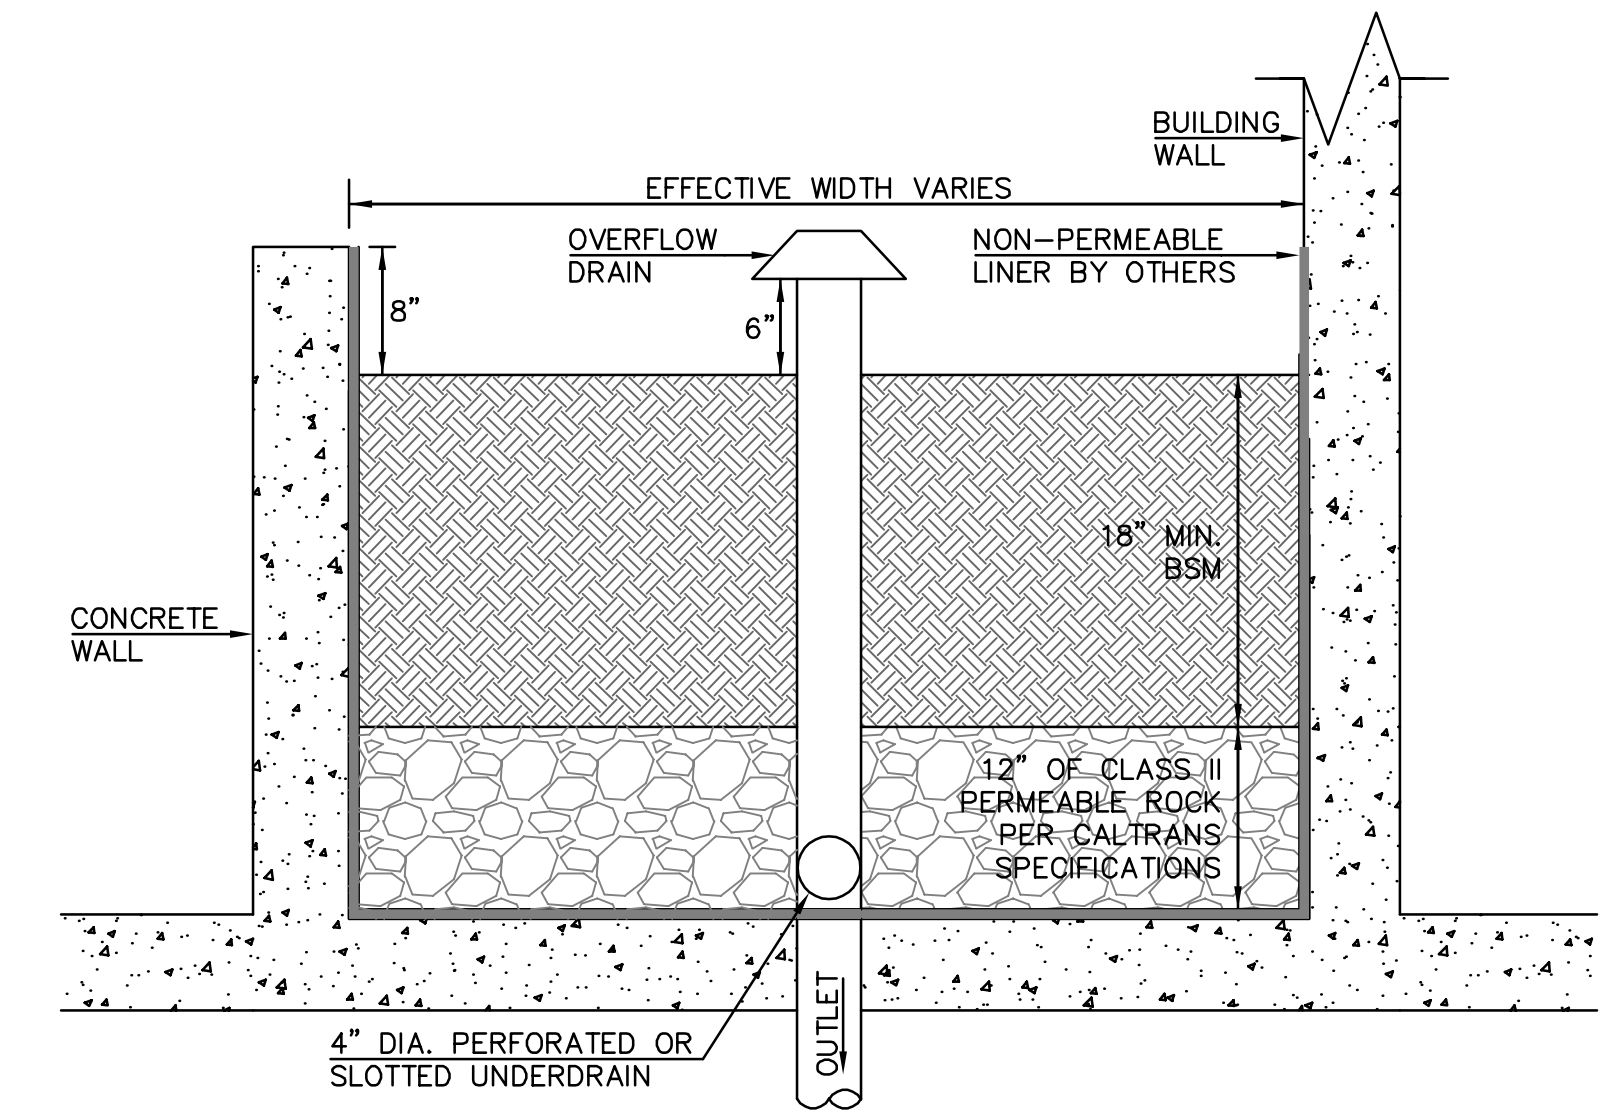 BUILDING
WALL
EFFECTIVE WIDTH VARIES
OVERFLOW
DRAIN
NON-PERMEABLE
LINER BY OTHERS
8”
6”
18” MIN.
BSM
CONCRETE
WALL
12” OF CLASS II
PERMEABLE ROCK
PER CALTRANS
SPECIFICATIONS
4” DIA. PERFORATED OR
SLOTTED UNDERDRAIN
OUTLET